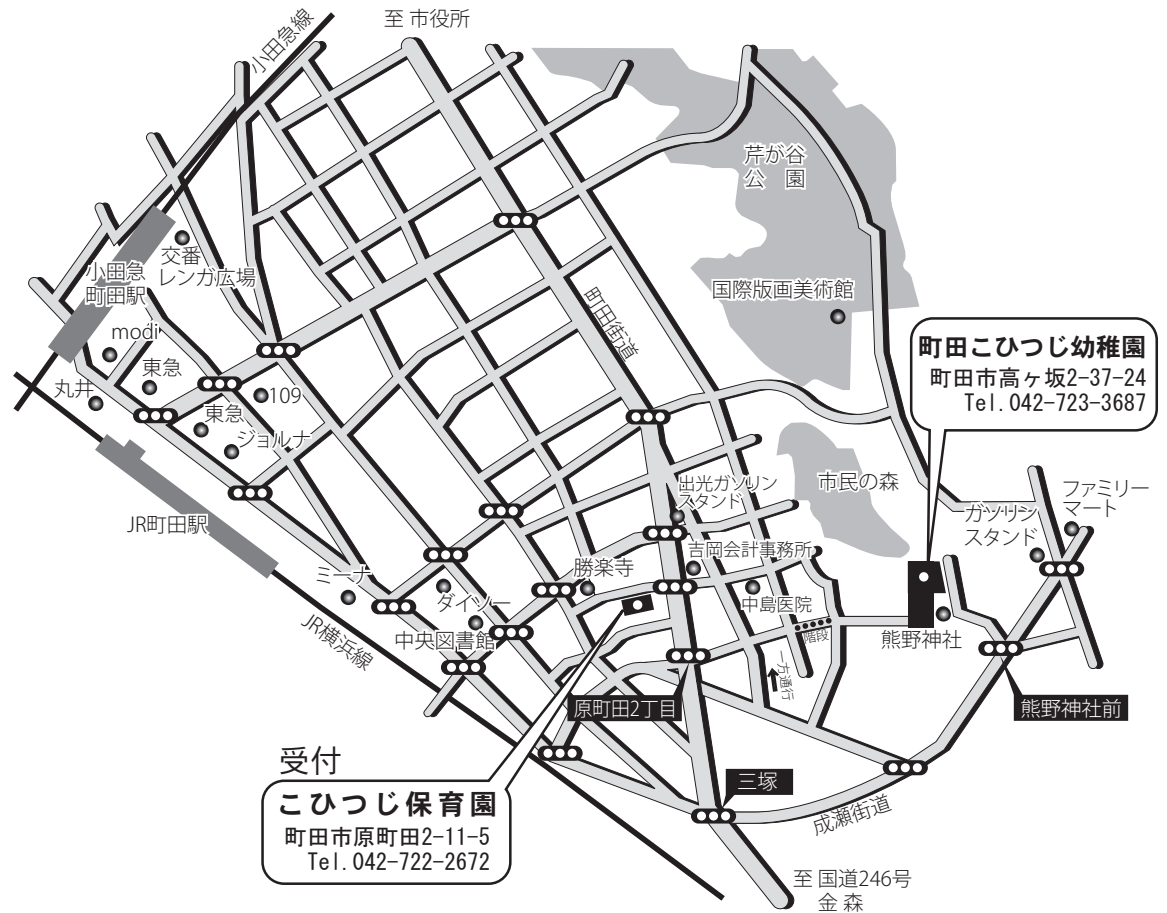 至 市役所
小田急線
芹が谷
公　園
交番
レンガ広場
小田急
町田駅
国際版画美術館
町田街道
modi
東急
丸井
109
東急
ジョルナ
町田こひつじ幼稚園
町田市高ヶ坂2-37-24
Tel.042-723-3687
出光ガソリン
スタンド
市民の森
ファミリー
マート
ガソリン
スタンド
JR町田駅
吉岡会計事務所
勝楽寺
ミーナ
ダイソー
中島医院
中央図書館
JR横浜線
階段
熊野神社
一方通行
原町田2丁目
熊野神社前
受付
こひつじ保育園
町田市原町田2-11-5
Tel.042-722-2672
三塚
成瀬街道
至 国道246号
金 森